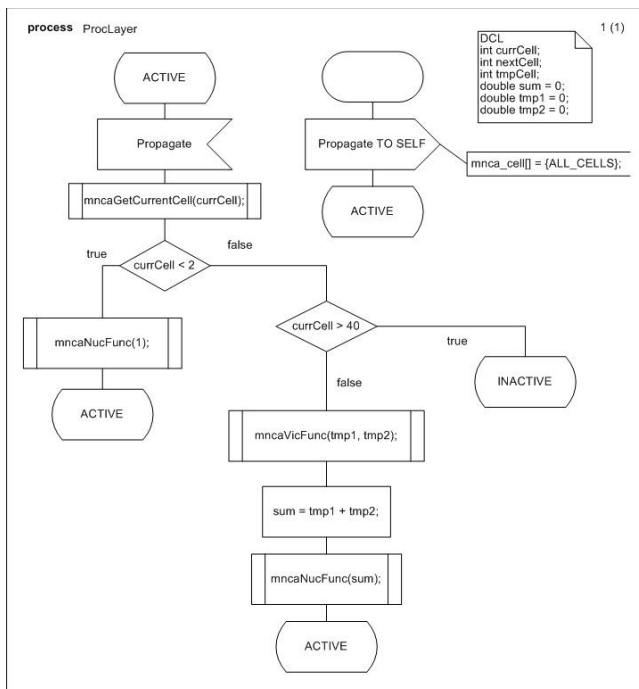 process ProcLayer
1 (1)
DCL
int currCell;
int nextCell;
int tmpCell;
double sum = 0;
double tmp1 = 0;
double tmp2 = 0;
ACTIVE
Propagate
Propagate TO SELF
mnca_cell[] = {ALL_CELLS};
mncaGetCurrentCell(currCell);
ACTIVE
true
false
currCell < 2
mncaNucFunc(1);
currCell > 40
true
ACTIVE
false
INACTIVE
mncaVicFunc(tmp1, tmp2);
sum = tmp1 + tmp2;
mncaNucFunc(sum);
ACTIVE